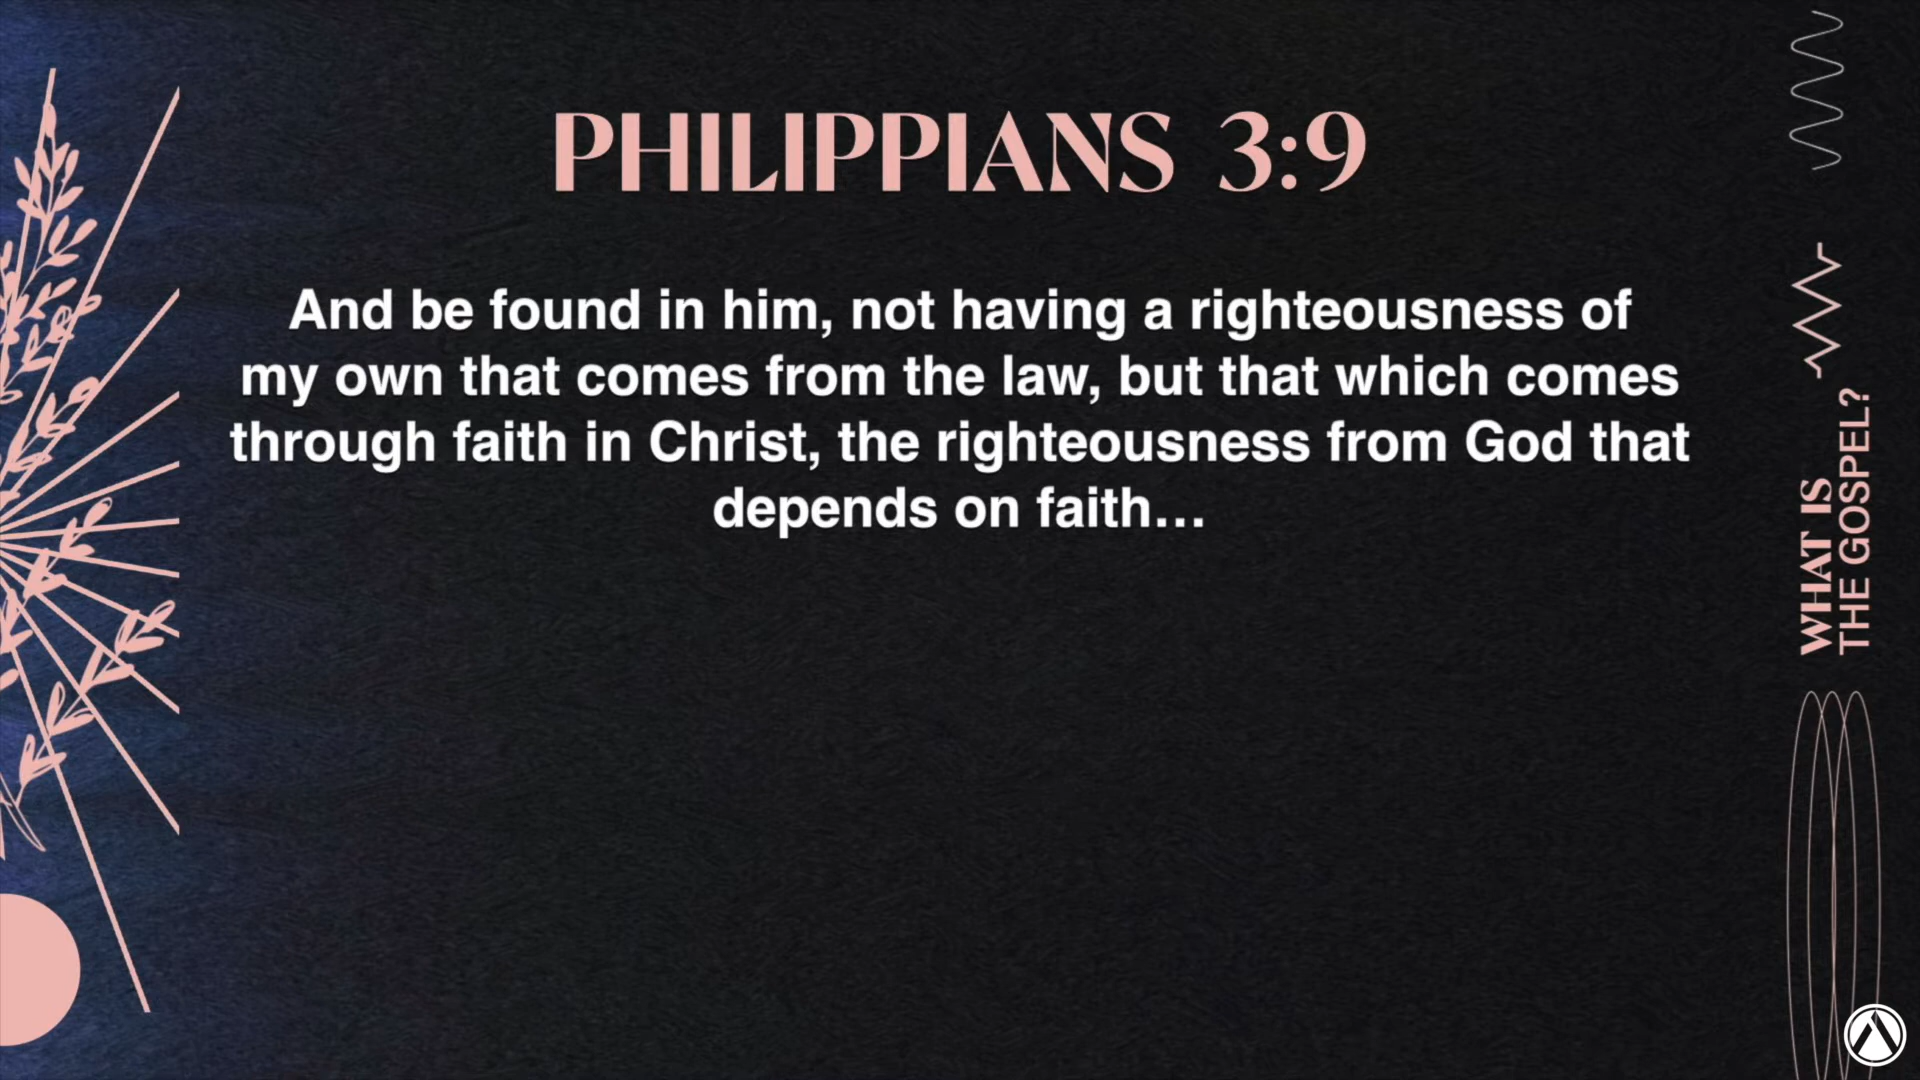 PHILIPPIANS 3:9
And be found in him, not having a righteousness of
my own that comes from the law, but that which comes
through faith in Christ, the righteousness from God that
depends on faith…
WHAT IS
THE GOSPEL?